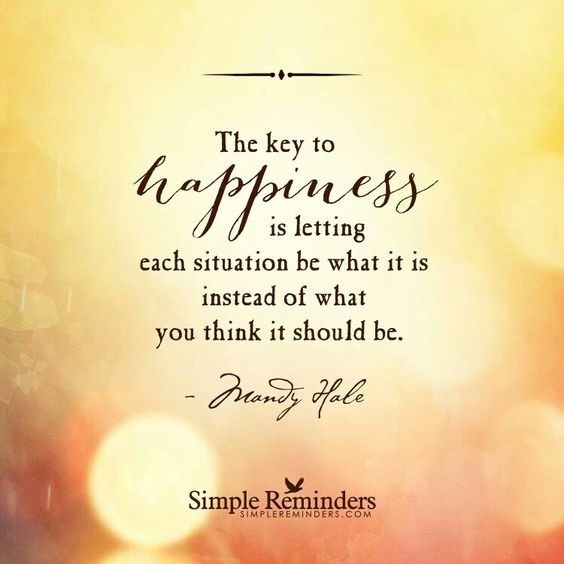 The key to
happiness
is letting
each situation be what it is
instead of what
you think it should be.
- Mandy Hale
Simple Reminders
SIMPLEREMINDERS.COM